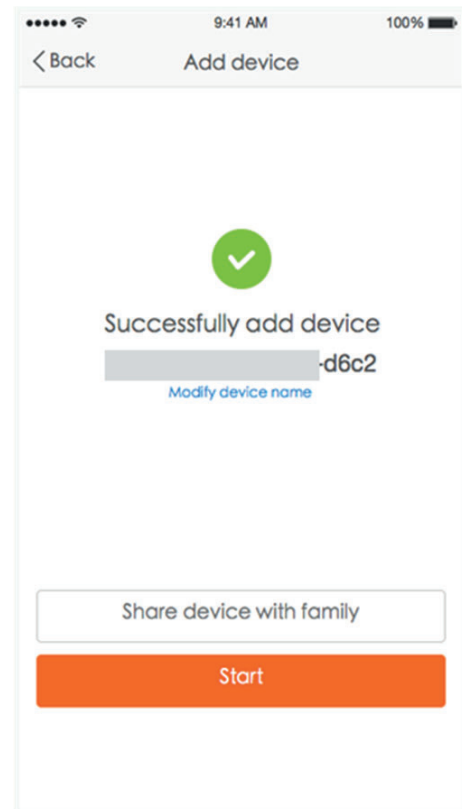 9:41 AM 100%
Back Add device
Successfully add device
-d6c2
Modify device name
Share device with family
Start